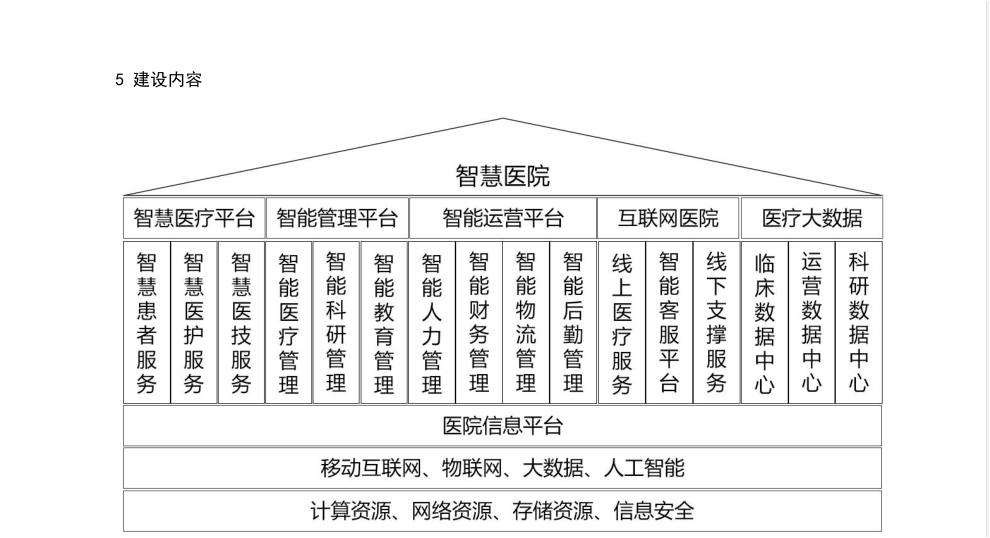 5 建设内容
智慧医院
智慧医疗平台
智能管理平台
智能运营平台
互联网医院
医疗大数据
智慧患者服务
智慧医护服务
智慧医技服务
智能医疗管理
智能科研管理
智能教育管理
智能人力管理
智能财务管理
智能物流管理
智能后勤管理
线上医疗服务
智能客服平台
线下支撑服务
临床数据中心
运营数据中心
科研数据中心
医院信息平台
移动互联网、物联网、大数据、人工智能
计算资源、网络资源、存储资源、信息安全